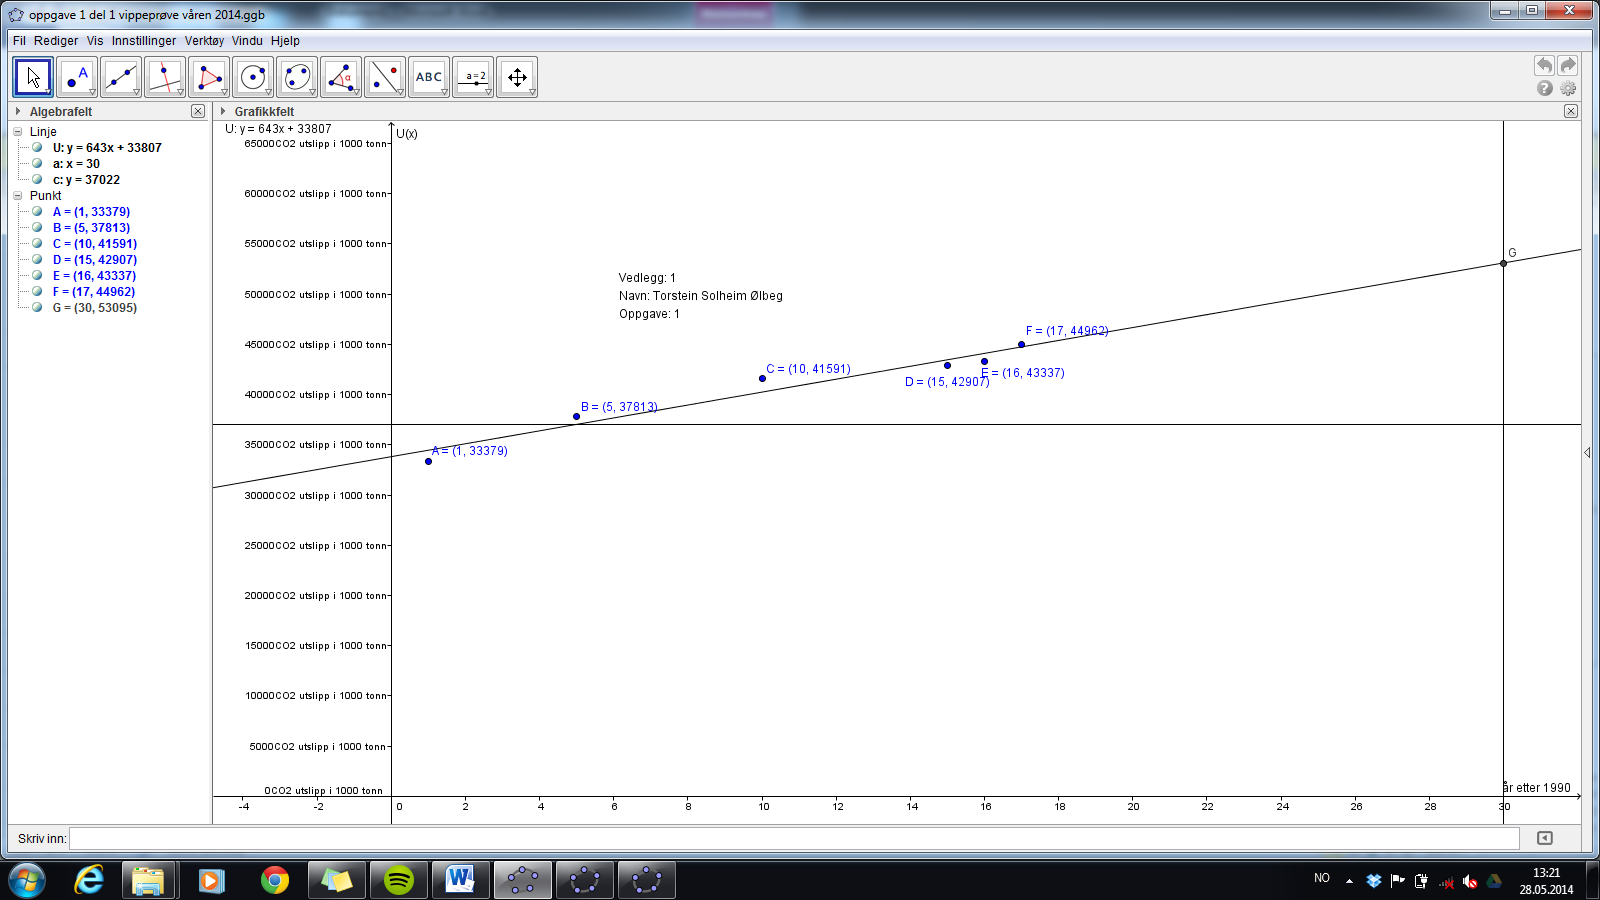 oppgave 1 del 1 vippeprøve våren 2014.ggb
Fil Rediger Vis Innstillinger Verktøy Vindu Hjelp
A
α
ABC
a=2
Algebrafelt
Linje
U: y = 643x + 33807
a: x = 30
c: y = 37022
Punkt
A = (1, 33379)
B = (5, 37813)
C = (10, 41591)
D = (15, 42907)
E = (16, 43337)
F = (17, 44962)
G = (30, 53095)
Grafikkfelt
U: y = 643x + 33807
U(x)
65000CO2 utslipp i 1000 tonn
60000CO2 utslipp i 1000 tonn
55000CO2 utslipp i 1000 tonn
50000CO2 utslipp i 1000 tonn
45000CO2 utslipp i 1000 tonn
40000CO2 utslipp i 1000 tonn
35000CO2 utslipp i 1000 tonn
30000CO2 utslipp i 1000 tonn
25000CO2 utslipp i 1000 tonn
20000CO2 utslipp i 1000 tonn
15000CO2 utslipp i 1000 tonn
10000CO2 utslipp i 1000 tonn
5000CO2 utslipp i 1000 tonn
0CO2 utslipp i 1000 tonn
Vedlegg: 1
Navn: Torstein Solheim Ølbeg
Oppgave: 1
G
F = (17, 44962)
C = (10, 41591)
D = (15, 42907)
E = (16, 43337)
B = (5, 37813)
A = (1, 33379)
år etter 1990
-4 -2 0 2 4 6 8 10 12 14 16 18 20 22 24 26 28 30
Skriv inn:
NO
13:21
28.05.2014